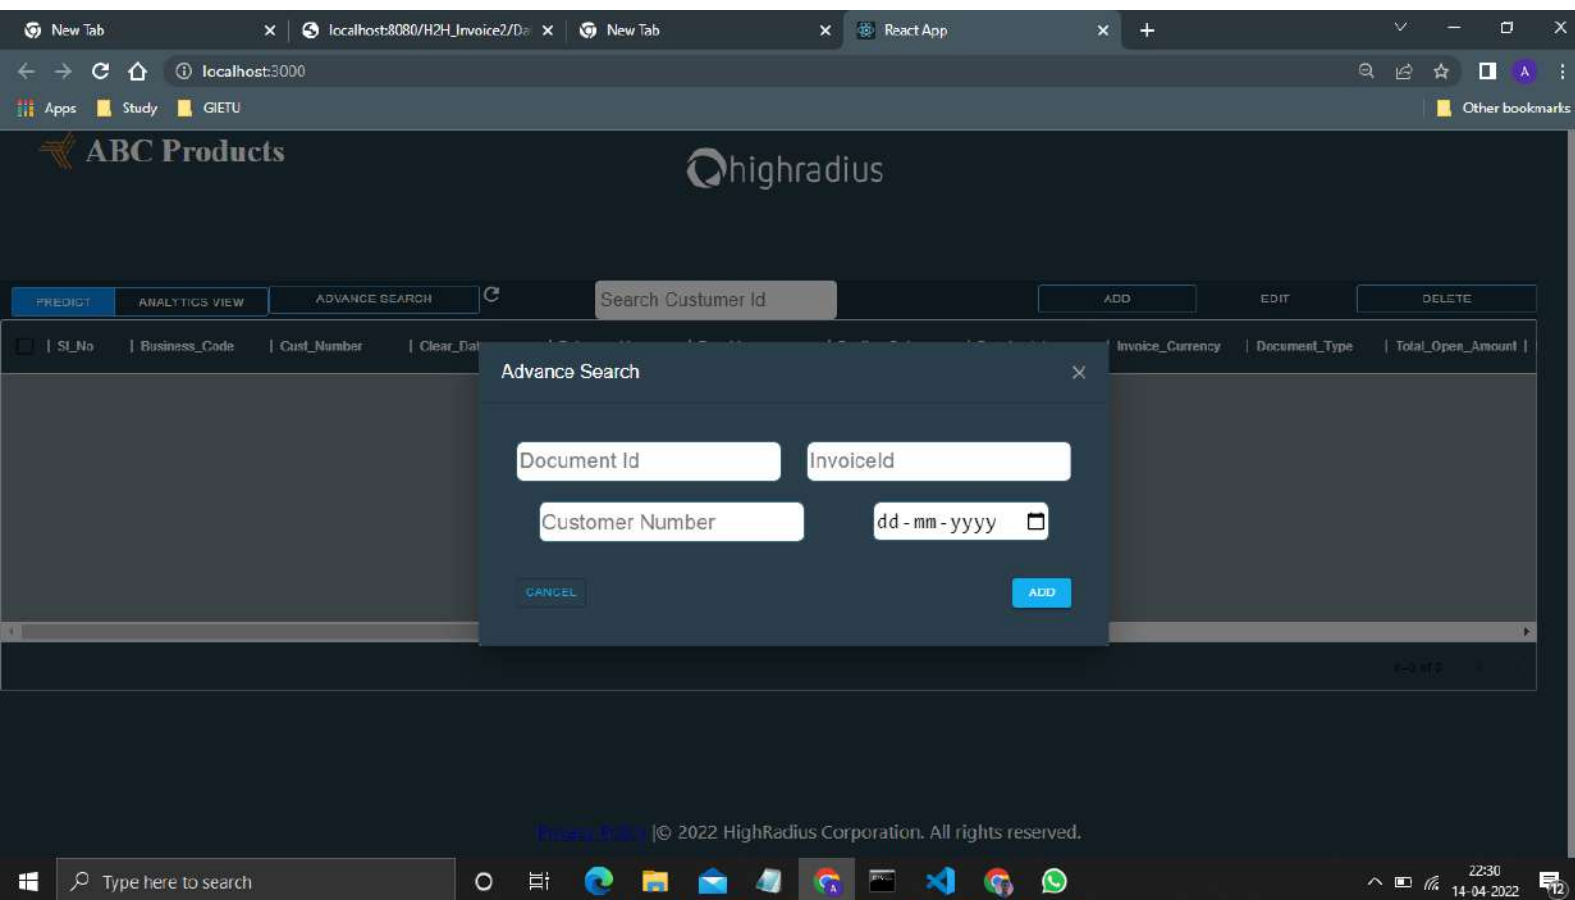 New Tab
localhost:8080/H2H_Invoice2/Da
New Tab
React App
localhost:3000
A
Apps
Study
GIETU
Other bookmarks
ABC Products
highradius
PREDICT
ANALYTICS VIEW
ADVANCE SEARCH
Search Custumer Id
ADD
EDIT
DELETE
| Sl_No | Business_Code | Cust_Number | Clear_Dat
Invoice_Currency | Document_Type | Total_Open_Amount |
Advance Search
Document Id
InvoiceId
Customer Number
dd-mm-yyyy
CANCEL
ADD
|© 2022 HighRadius Corporation. All rights reserved.
Type here to search
22:30
14-04-2022
12